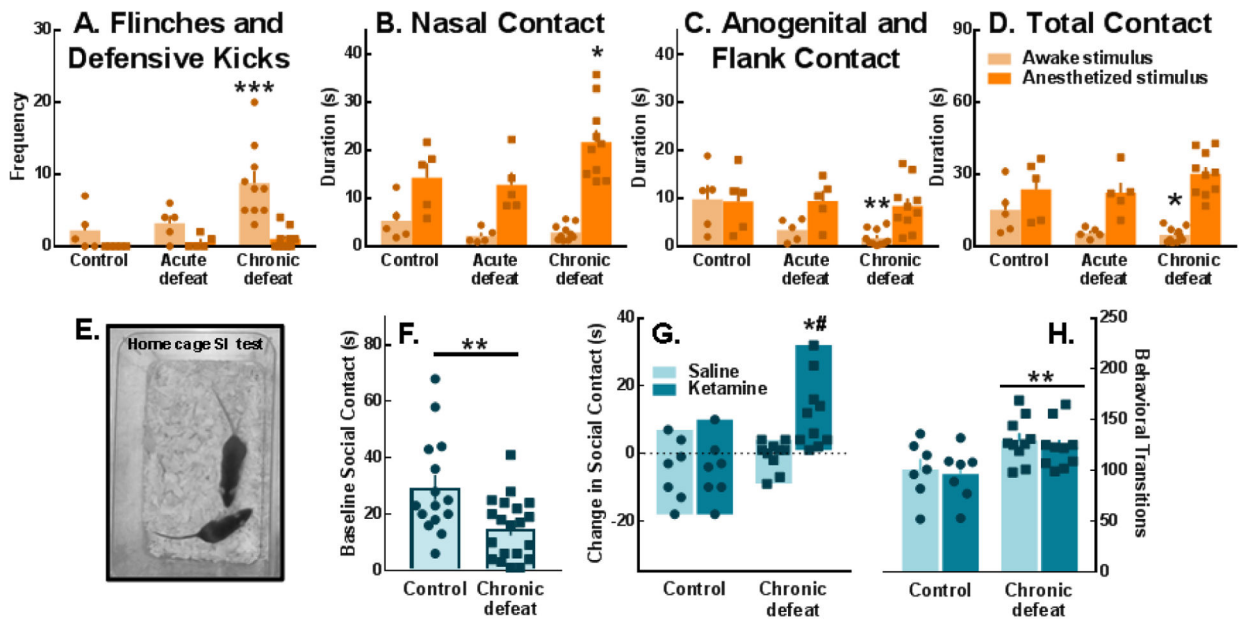 A. Flinches and
Defensive Kicks
30
20
10
0
Frequency
***
Control
Acute
defeat
Chronic
defeat
B. Nasal Contact
40
20
0
Duration (s)
*
Control
Acute
defeat
Chronic
defeat
C. Anogenital and
Flank Contact
40
20
0
Duration (s)
**
Control
Acute
defeat
Chronic
defeat
D. Total Contact
90
60
30
0
Duration (s)
Awake stimulus
Anesthetized stimulus
*
Control
Acute
defeat
Chronic
defeat
E.
Home cage SI test
F.
80
60
40
20
0
Baseline Social Contact (s)
**
Control
Chronic
defeat
G.
40
20
0
-20
Change in Social Contact (s)
Saline
Ketamine
*#
Control
Chronic
defeat
H.
250
200
150
100
50
0
Behavioral Transitions
**
Control
Chronic
defeat